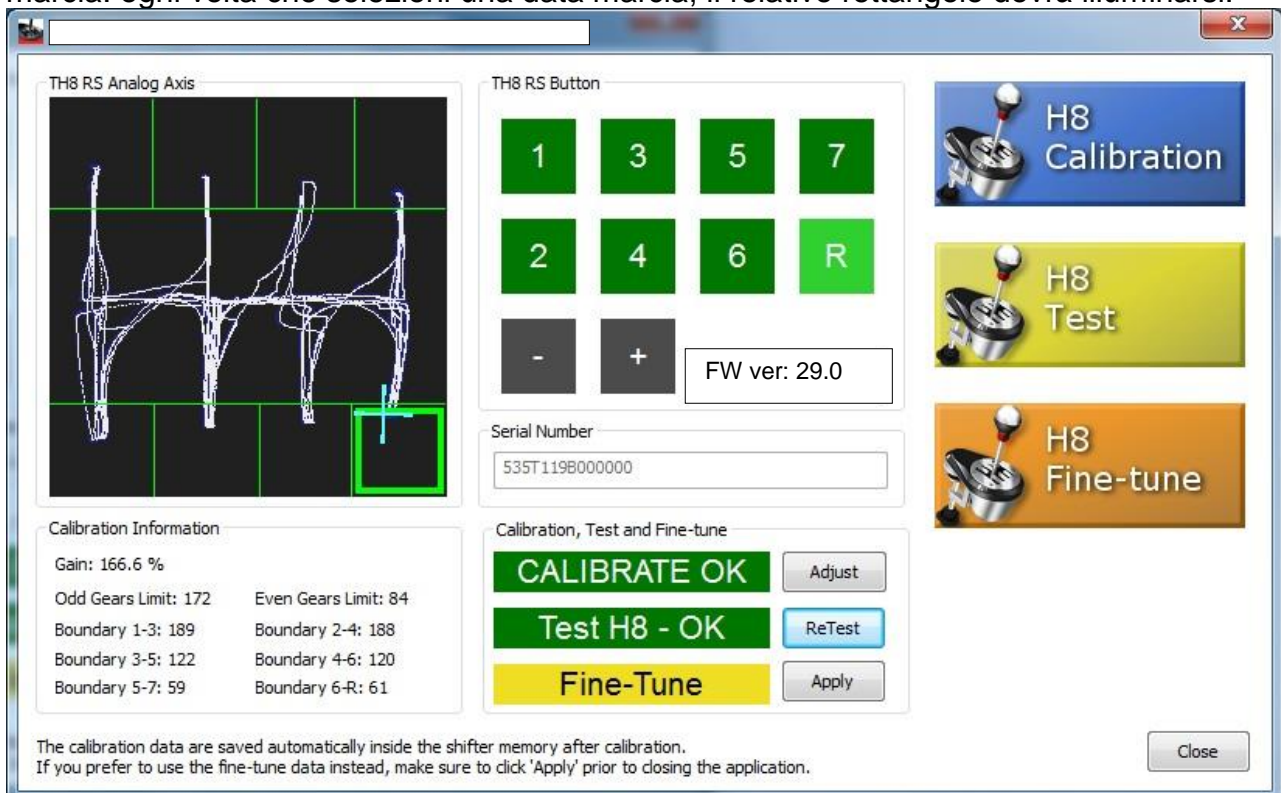 marcia: ogni volta che selezioni una data marcia, il relativo rettangolo dovrà illuminarsi.
TH8 RS Analog Axis
TH8 RS Button
1 3 5 7
2 4 6 R
- +
FW ver: 29.0
Serial Number
535T119B000000
H8
Calibration
H8
Test
H8
Fine-tune
Calibration Information
Gain: 166.6 %
Odd Gears Limit: 172 Even Gears Limit: 84
Boundary 1-3: 189 Boundary 2-4: 188
Boundary 3-5: 122 Boundary 4-6: 120
Boundary 5-7: 59 Boundary 6-R: 61
Calibration, Test and Fine-tune
CALIBRATE OK Adjust
Test H8 - OK ReTest
Fine-Tune Apply
The calibration data are saved automatically inside the shifter memory after calibration.
If you prefer to use the fine-tune data instead, make sure to click 'Apply' prior to closing the application.
Close